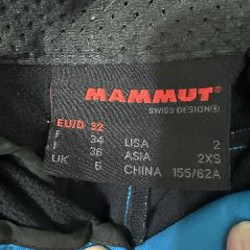 MAMMUT
SWISS DESIGN+
EU/D 32
F 34 USA 2
I 36 ASIA 2XS
UK 6 CHINA 155/62A